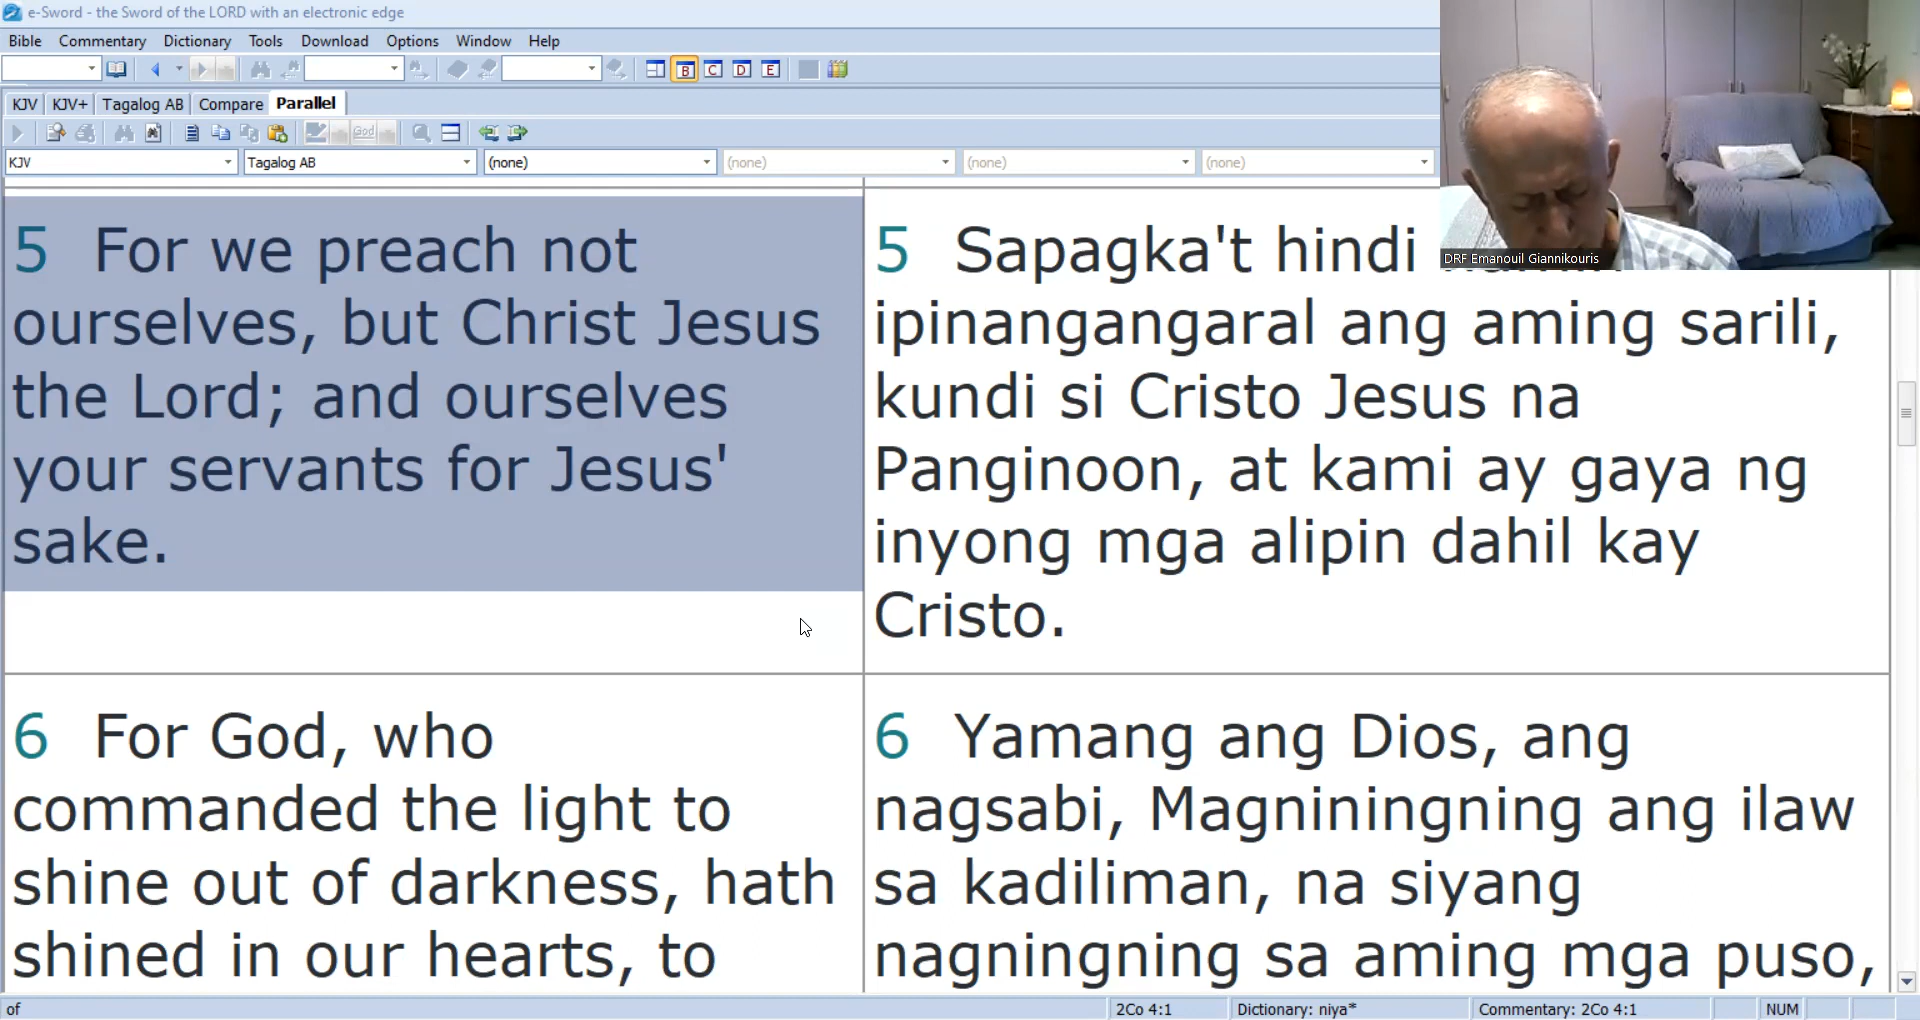 e-Sword - the Sword of the LORD with an electronic edge
Bible Commentary Dictionary Tools Download Options Window Help
B C D E
KJV KJV+ Tagalog AB Compare Parallel
God
KJV Tagalog AB (none) (none) (none) (none)
5 For we preach not
ourselves, but Christ Jesus
the Lord; and ourselves
your servants for Jesus'
sake.
5 Sapagka't hindi
ipinangangaral ang aming sarili,
kundi si Cristo Jesus na
Panginoon, at kami ay gaya ng
inyong mga alipin dahil kay
Cristo.
6 For God, who
commanded the light to
shine out of darkness, hath
shined in our hearts, to
6 Yamang ang Dios, ang
nagsabi, Magniningning ang ilaw
sa kadiliman, na siyang
nagningning sa aming mga puso,
DRF Emanouil Giannikouris
of 2Co 4:1 Dictionary: niya* Commentary: 2Co 4:1 NUM